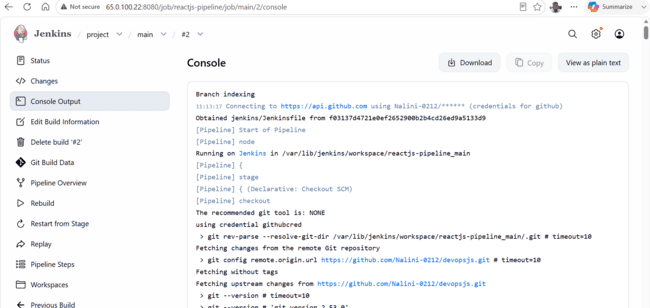 Not secure 65.0.100.22:8080/job/reactjs-pipeline/job/main/2/console
Summarize
Jenkins / project / main / #2
Status
Changes
Console Output
Edit Build Information
Delete build '#2'
Git Build Data
Pipeline Overview
Rebuild
Restart from Stage
Replay
Pipeline Steps
Workspaces
Previous Build
Console
Download
Copy
View as plain text
Branch indexing
11:13:17 Connecting to https://api.github.com using Nalini-0212/****** (credentials for github)
Obtained jenkins/Jenkinsfile from f03137d4721e0ef2652900b2b4cd26ed9a5133d9
[Pipeline] Start of Pipeline
[Pipeline] node
Running on Jenkins in /var/lib/jenkins/workspace/reactjs-pipeline_main
[Pipeline] {
[Pipeline] stage
[Pipeline] { (Declarative: Checkout SCM)
[Pipeline] checkout
The recommended git tool is: NONE
using credential githubcred
> git rev-parse --resolve-git-dir /var/lib/jenkins/workspace/reactjs-pipeline_main/.git # timeout=10
Fetching changes from the remote Git repository
> git config remote.origin.url https://github.com/Nalini-0212/devopsjs.git # timeout=10
Fetching without tags
Fetching upstream changes from https://github.com/Nalini-0212/devopsjs.git
> git --version # timeout=10
> git --version # 'git version 2.53.0'